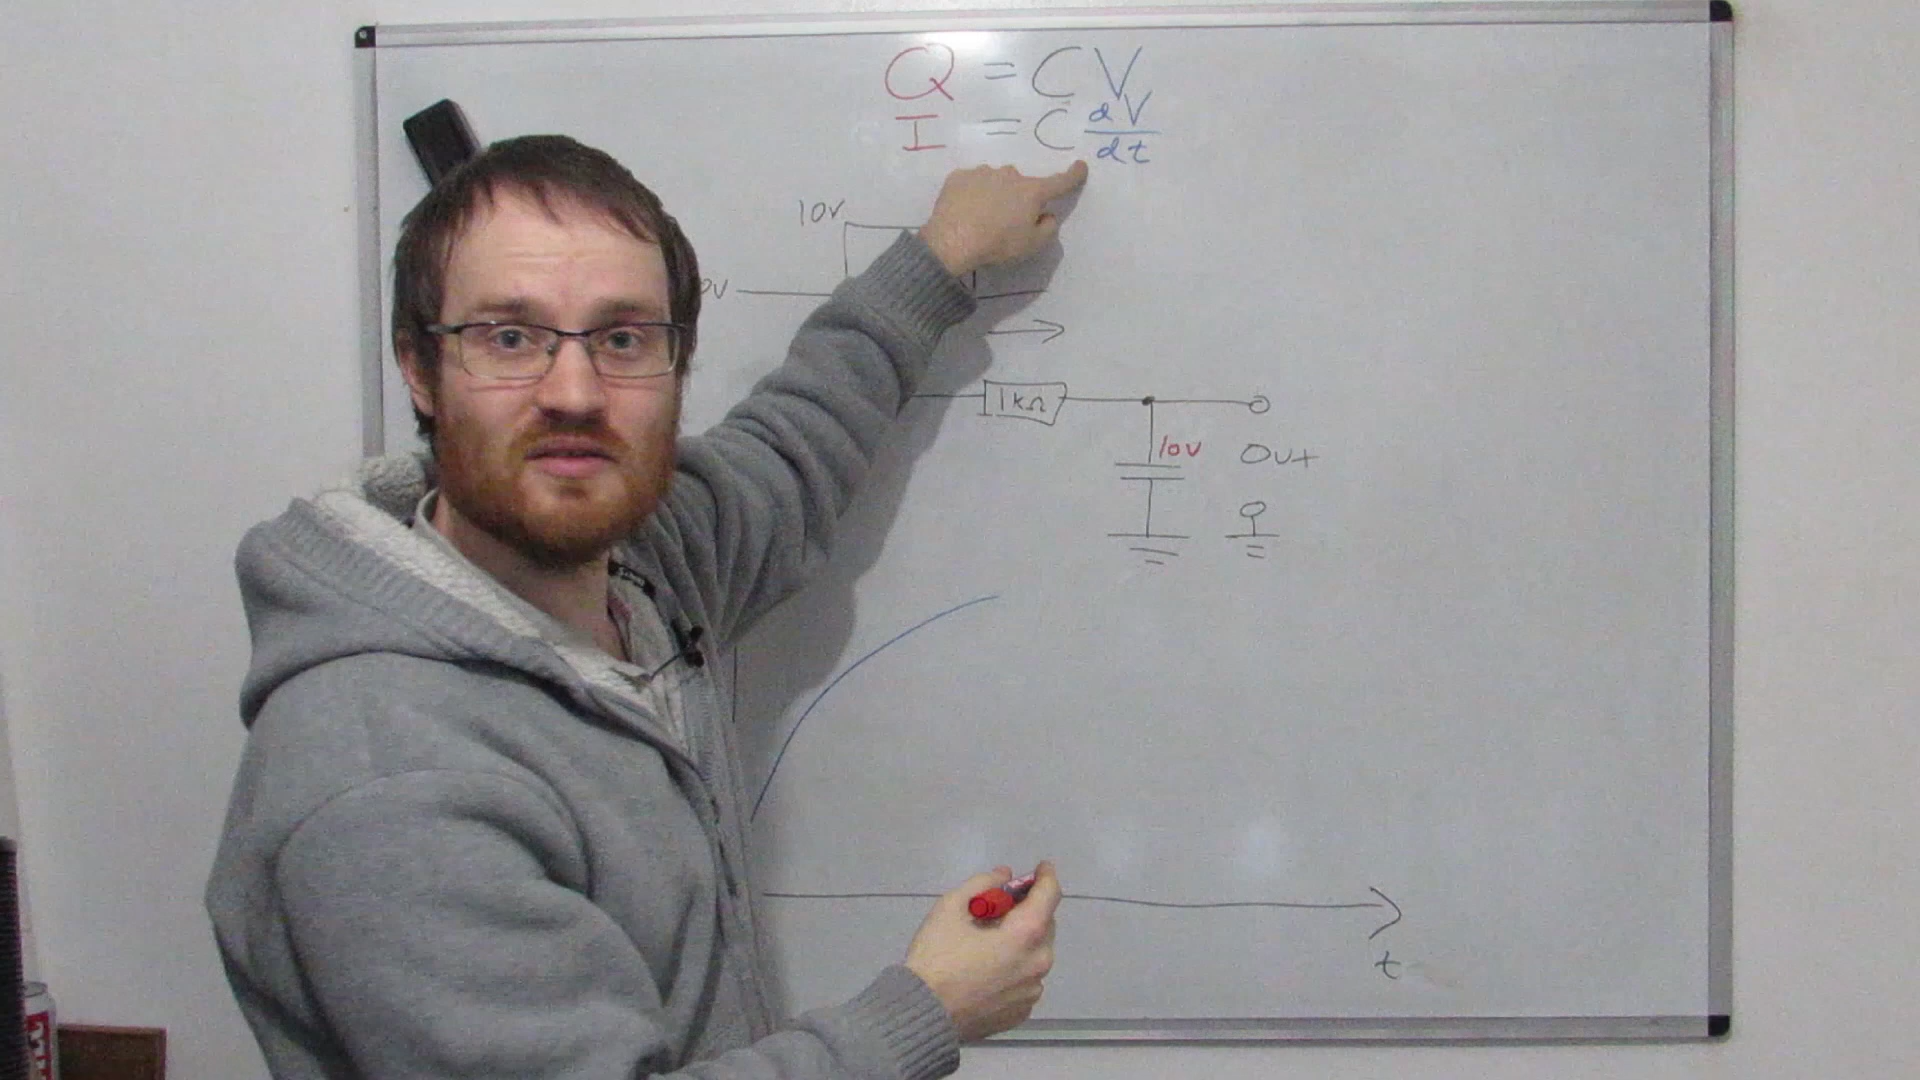 Q = CV
I = C dV/dt
10V
0V
1kΩ
10V
Out
t